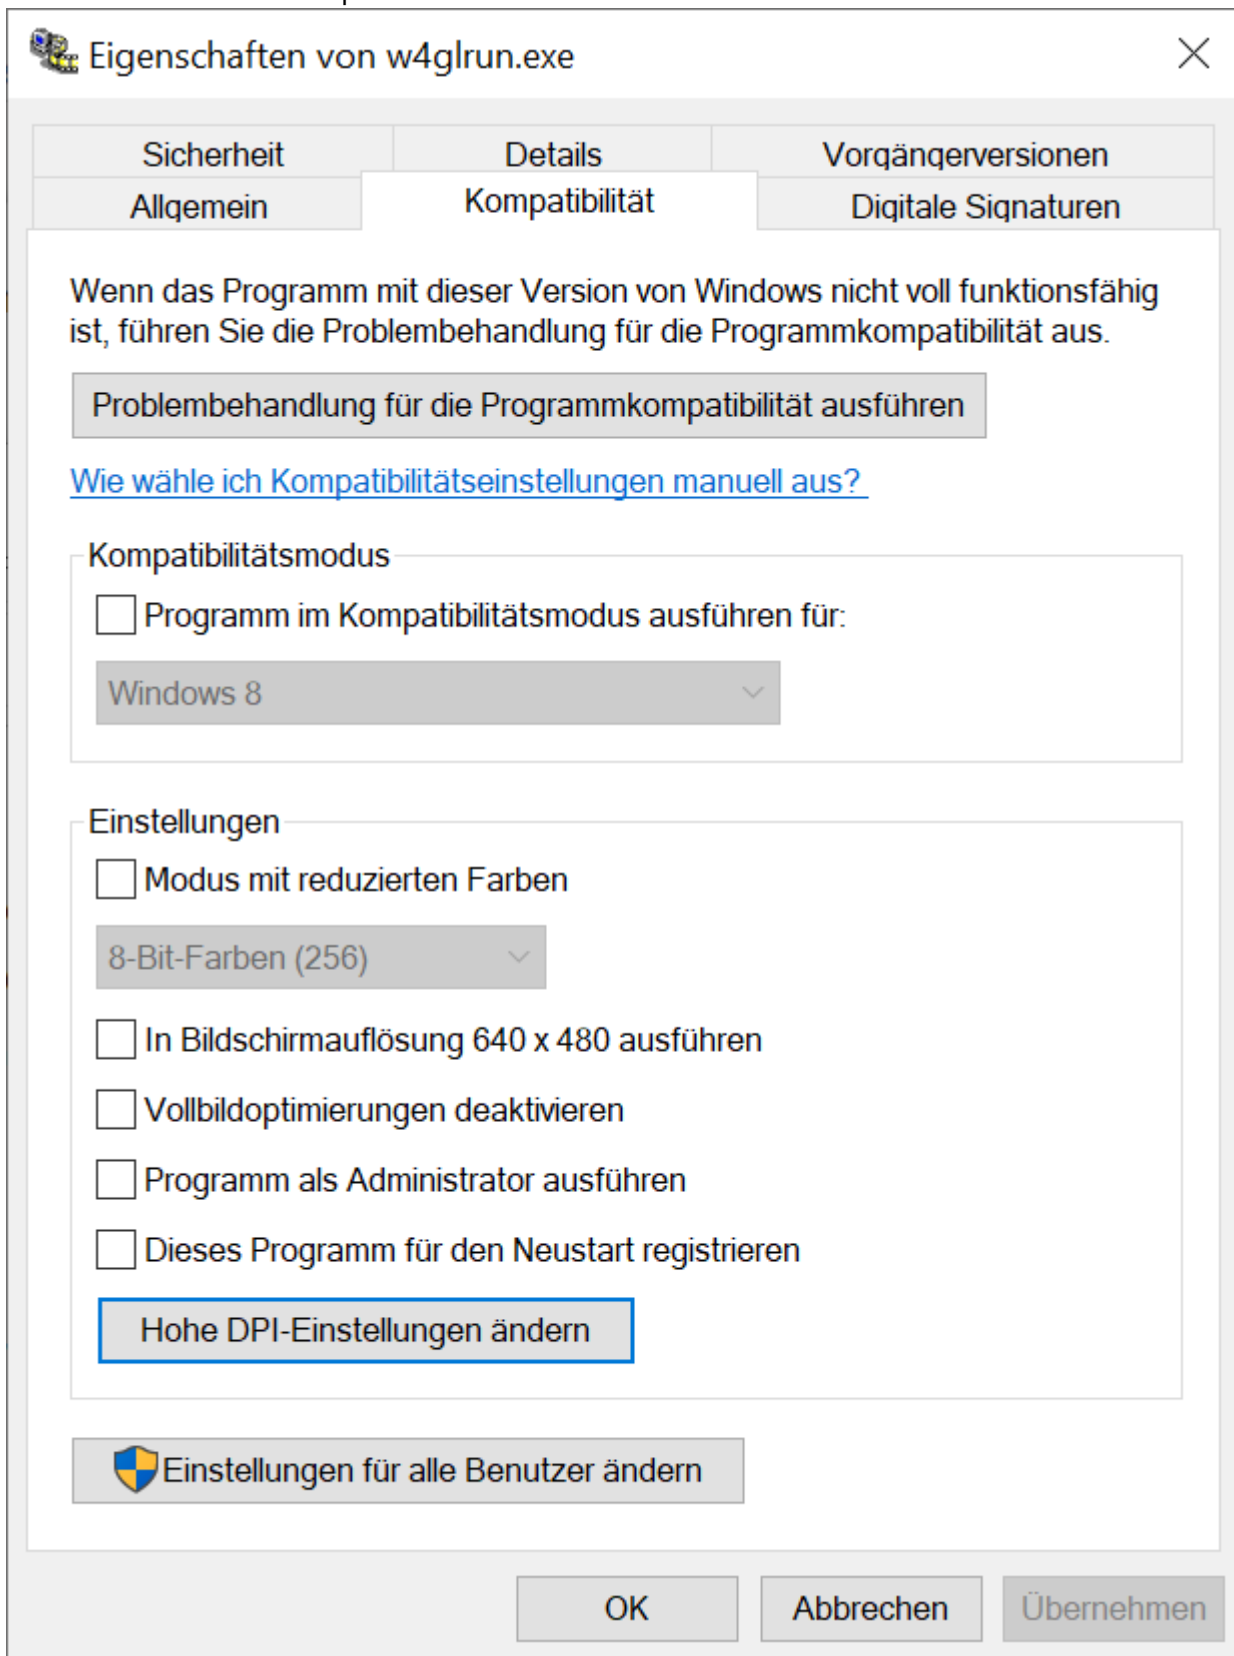 Eigenschaften von w4glrun.exe
Sicherheit
Details
Vorgängerversionen
Allgemein
Kompatibilität
Digitale Signaturen
Wenn das Programm mit dieser Version von Windows nicht voll funktionsfähig
ist, führen Sie die Problembehandlung für die Programmkompatibilität aus.
Problembehandlung für die Programmkompatibilität ausführen
Wie wähle ich Kompatibilitätseinstellungen manuell aus?
Kompatibilitätsmodus
Programm im Kompatibilitätsmodus ausführen für:
Windows 8
Einstellungen
Modus mit reduzierten Farben
8-Bit-Farben (256)
In Bildschirmauflösung 640 x 480 ausführen
Vollbildoptimierungen deaktivieren
Programm als Administrator ausführen
Dieses Programm für den Neustart registrieren
Hohe DPI-Einstellungen ändern
Einstellungen für alle Benutzer ändern
OK
Abbrechen
Übernehmen